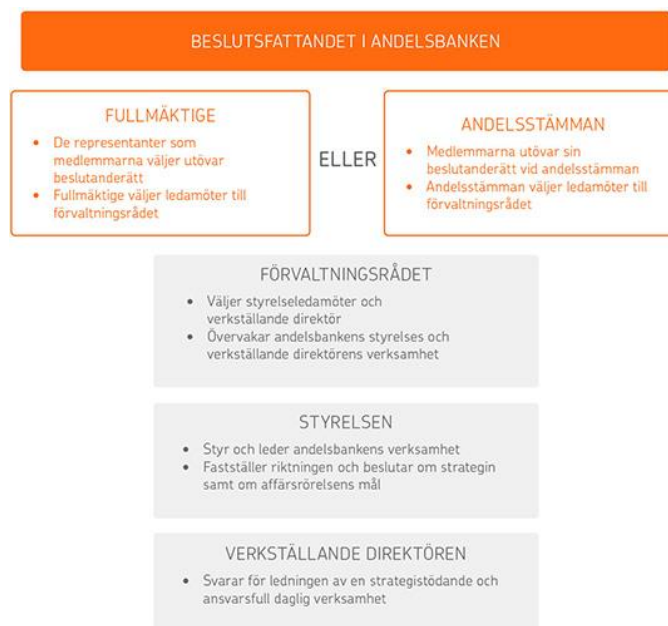 BESLUTSFATTANDET I ANDELSBANKEN
FULLMÄKTIGE
• De representanter som
medlemmarna väljer utövar
beslutanderätt
• Fullmäktige väljer ledamöter till
förvaltningsrådet
ELLER
ANDELSSTÄMMAN
• Medlemmarna utövar sin
beslutanderätt vid andelsstämman
• Andelsstämman väljer ledamöter till
förvaltningsrådet
FÖRVALTNINGSRÅDET
• Väljer styrelseledamöter och
verkställande direktör
• Övervakar andelsbankens styrelses och
verkställande direktörens verksamhet
STYRELSEN
• Styr och leder andelsbankens verksamhet
• Fastställer riktningen och beslutar om strategin
samt om affärsrörelsens mål
VERKSTÄLLANDE DIREKTÖREN
• Svarar för ledningen av en strategistödande och
ansvarsfull daglig verksamhet